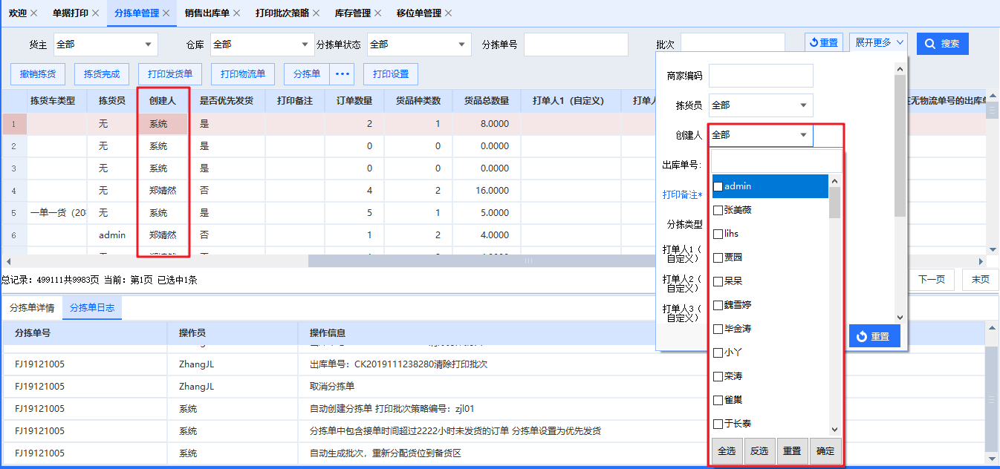 欢迎 单据打印 分拣单管理 销售出库单 打印批次策略 库存管理 移位单管理
货主 全部 仓库 全部 分拣单状态 全部 分拣单号 批次 重置 展开更多 搜索
撤销拣货 拣货完成 打印发货单 打印物流单 分拣单 ••• 打印设置
拣货车类型 拣货员 创建人 是否优先发货 打印备注 订单数量 货品种类数 货品总数量 打单人1（自定义） 打单人 在无物流单号的出库单
1 无 系统 是 2 1 8.0000
2 无 系统 是 0 0 0.0000
3 无 系统 是 0 0 0.0000
4 无 郑婧然 否 4 2 16.0000
5 一单一货（20 无 系统 是 5 1 5.0000
6 admin 郑婧然 否 1 2 4.0000
总记录：499111共9983页 当前：第1页 已选中1条
下一页 末页
分拣单详情 分拣单日志
分拣单号 操作员 操作信息
FJ19121005 ZhangJL 出库单号：CK2019111238280清除打印批次
FJ19121005 ZhangJL 取消分拣单
FJ19121005 系统 自动创建分拣单 打印批次策略编号：zjl01
FJ19121005 系统 分拣单中包含接单时间超过2222小时未发货的订单 分拣单设置为优先发货
FJ19121005 系统 自动生成批次，重新分配货位到备货区
商家编码
拣货员 全部
创建人 全部
出库单号:
打印备注*
分拣类型
打单人1（
自定义）
打单人2（
自定义）
打单人3（
自定义）
重置
admin
张美薇
lihs
贾园
呆呆
魏雪婷
毕金涛
小丫
栾涛
雀巢
于长泰
全选 反选 重置 确定